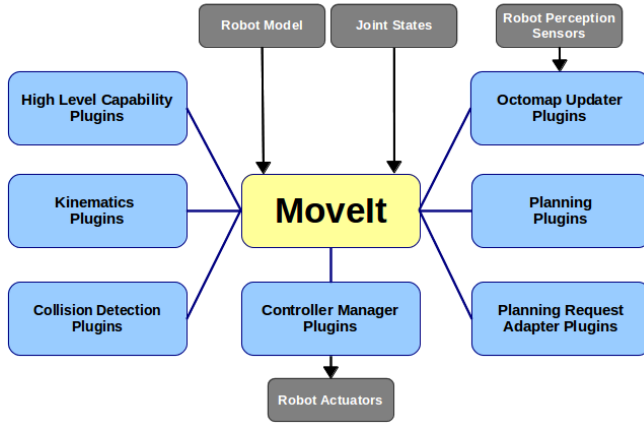 Robot Model
Joint States
Robot Perception
Sensors
High Level Capability
Plugins
Octomap Updater
Plugins
Kinematics
Plugins
MoveIt
Planning
Plugins
Collision Detection
Plugins
Controller Manager
Plugins
Planning Request
Adapter Plugins
Robot Actuators